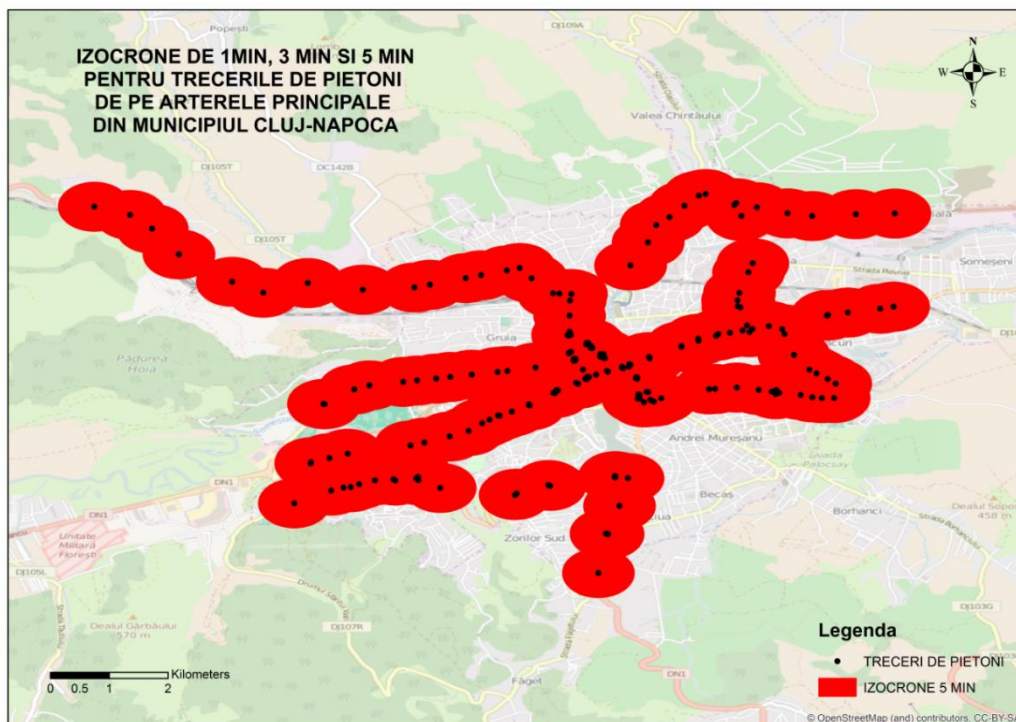 IZOCRONE DE 1MIN, 3 MIN SI 5 MIN
PENTRU TRECERILE DE PIETONI
DE PE ARTERELE PRINCIPALE
DIN MUNICIPIUL CLUJ-NAPOCA
N
W E
S
Popești
DJ109A
Valea Chintăului
DJ105T
DC142B
DJ105T
Someșeni
Gruia
Pădurea
Hoia
Andrei Mureșanu
Becaș
Borhanci
DN1
DN1
Unitate
Militară
Florești
Zorilor Sud
Dealul Gârbăului
570 m
DJ107R
DJ103G
DN1
Făget
Legenda
TRECERI DE PIETONI
IZOCRONE 5 MIN
Kilometers
0 0.5 1 2
© OpenStreetMap (and) contributors, CC-BY-SA